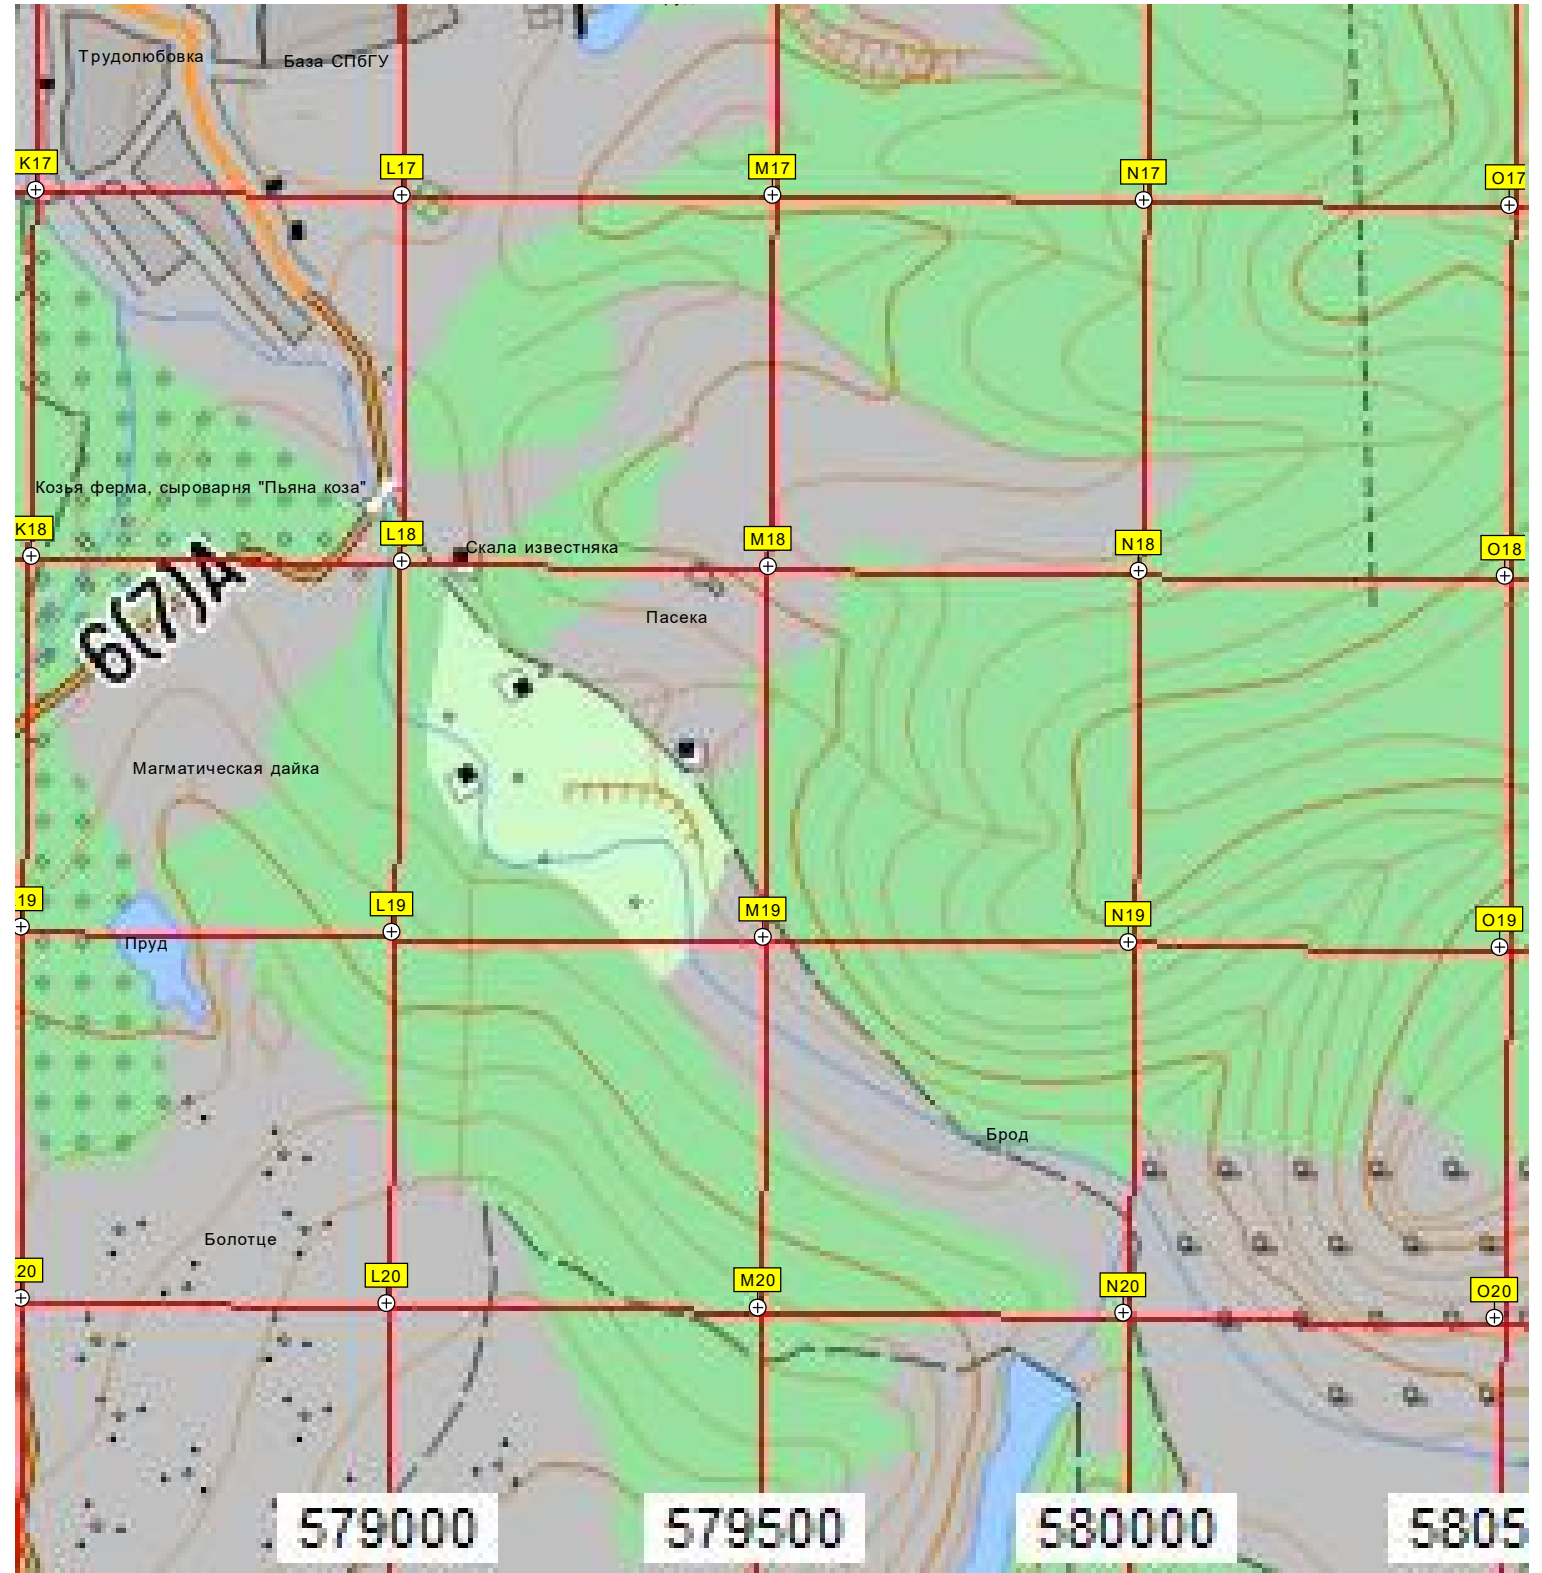 Трудолюбовка
База СПбГУ
K17
L17
M17
N17
O17
Козья ферма, сыроварня "Пьяна коза"
K18
L18
Скала известняка
M18
N18
O18
6(7)А
Пасека
Магматическая дайка
19
L19
M19
N19
O19
Пруд
Брод
Болотце
20
L20
M20
N20
O20
579000
579500
580000
5805